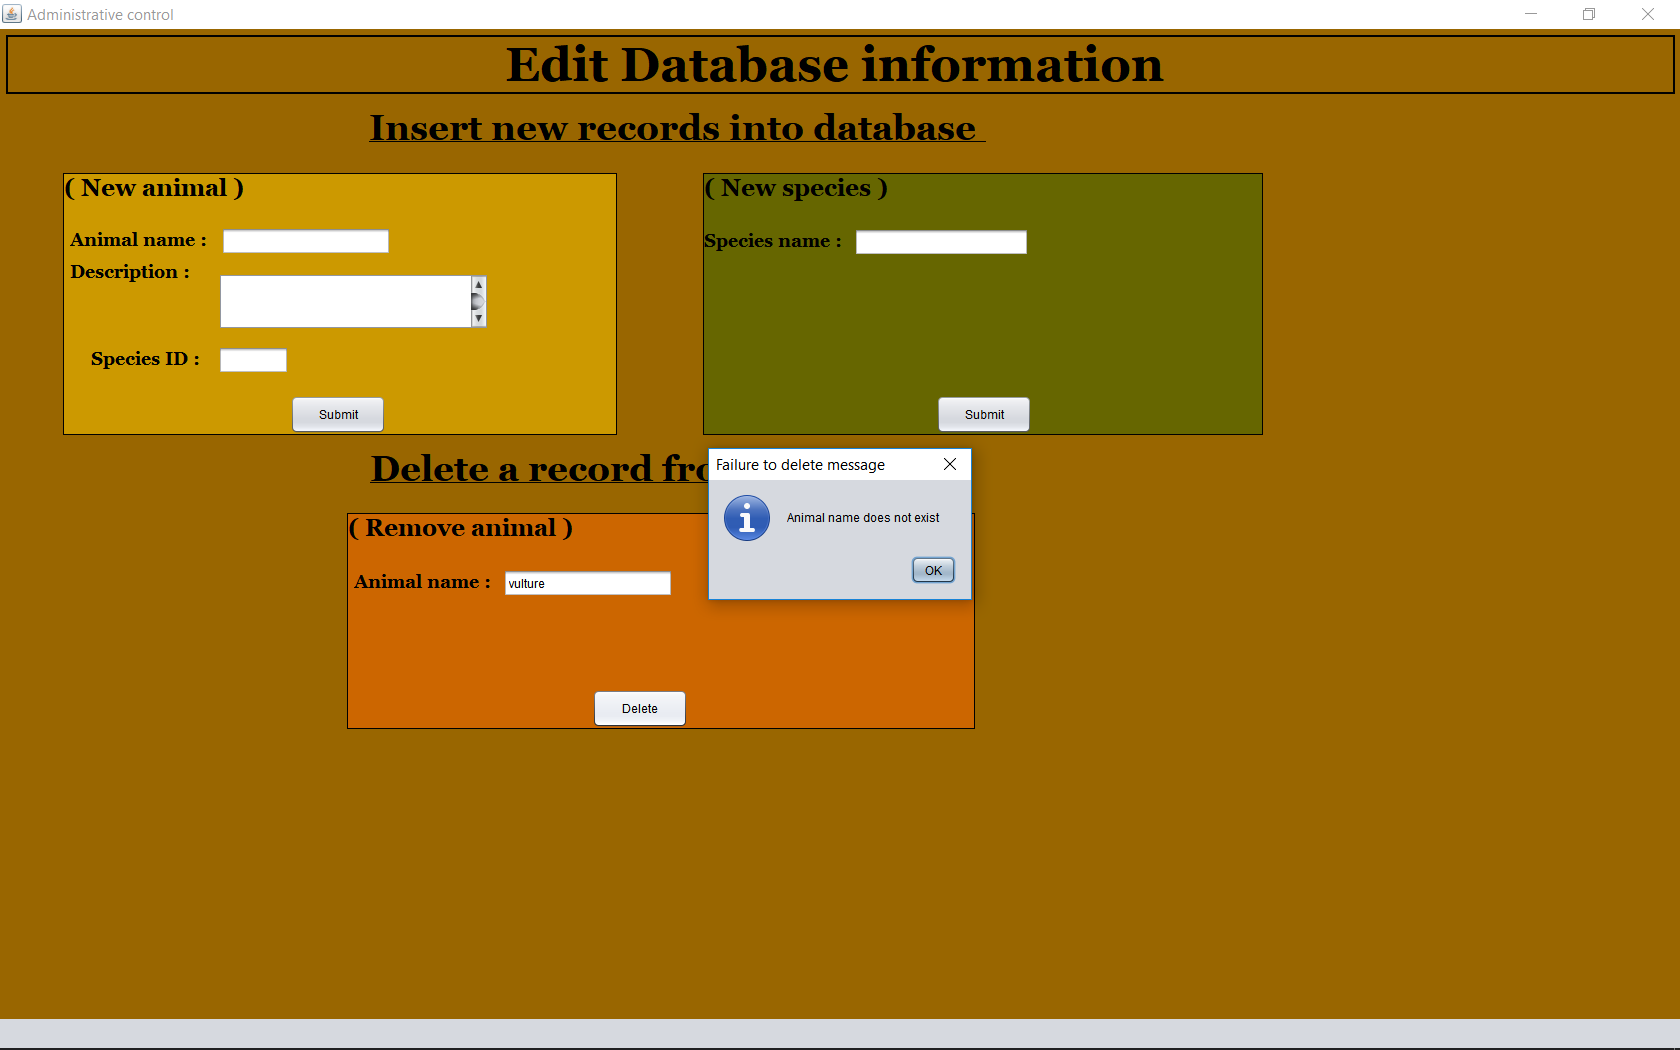 Administrative control
Edit Database information
Insert new records into database
( New animal )
Animal name :
Description :
Species ID :
Submit
( New species )
Species name :
Submit
Delete a record
Failure to delete message
Animal name does not exist
OK
( Remove animal )
Animal name :
vulture
Delete